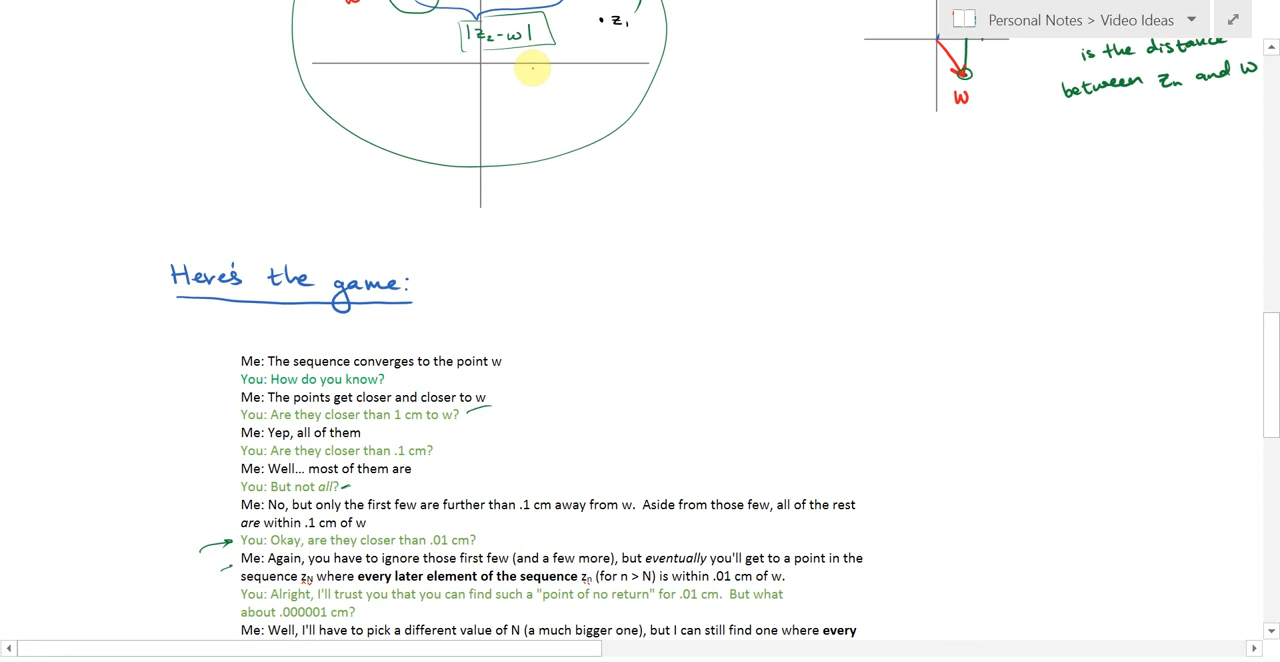 Personal Notes > Video Ideas
• z₁
|z₂-w|
is the distance
between zₙ and w
w
Here's the game:
Me: The sequence converges to the point w
You: How do you know?
Me: The points get closer and closer to w
You: Are they closer than 1 cm to w?
Me: Yep, all of them
You: Are they closer than .1 cm?
Me: Well... most of them are
You: But not all?
Me: No, but only the first few are further than .1 cm away from w. Aside from those few, all of the rest
are within .1 cm of w
You: Okay, are they closer than .01 cm?
Me: Again, you have to ignore those first few (and a few more), but eventually you'll get to a point in the
sequence z_N where every later element of the sequence zₙ (for n > N) is within .01 cm of w.
You: Alright, I'll trust you that you can find such a "point of no return" for .01 cm. But what
about .000001 cm?
Me: Well, I'll have to pick a different value of N (a much bigger one), but I can still find one where every